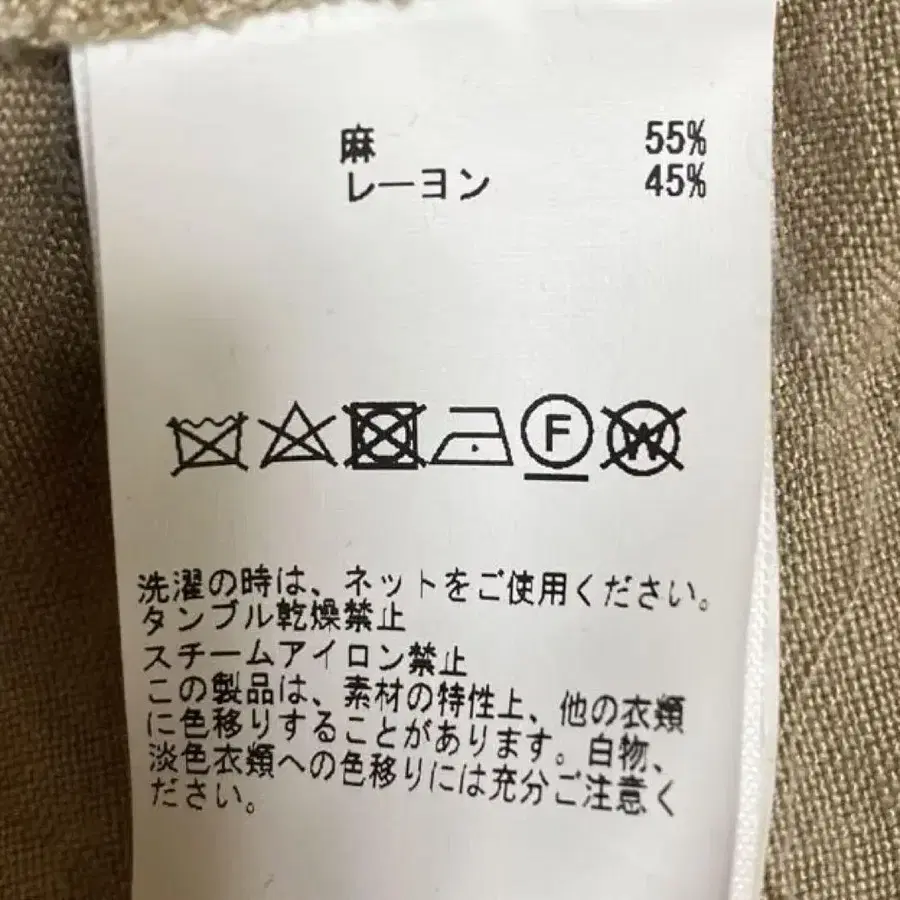 麻 55%
レーヨン 45%
F W
洗濯の時は、ネットをご使用ください。
タンブル乾燥禁止
スチームアイロン禁止
この製品は、素材の特性上、他の衣類
に色移りすることがあります。白物、
淡色衣類への色移りには充分ご注意く
ださい。